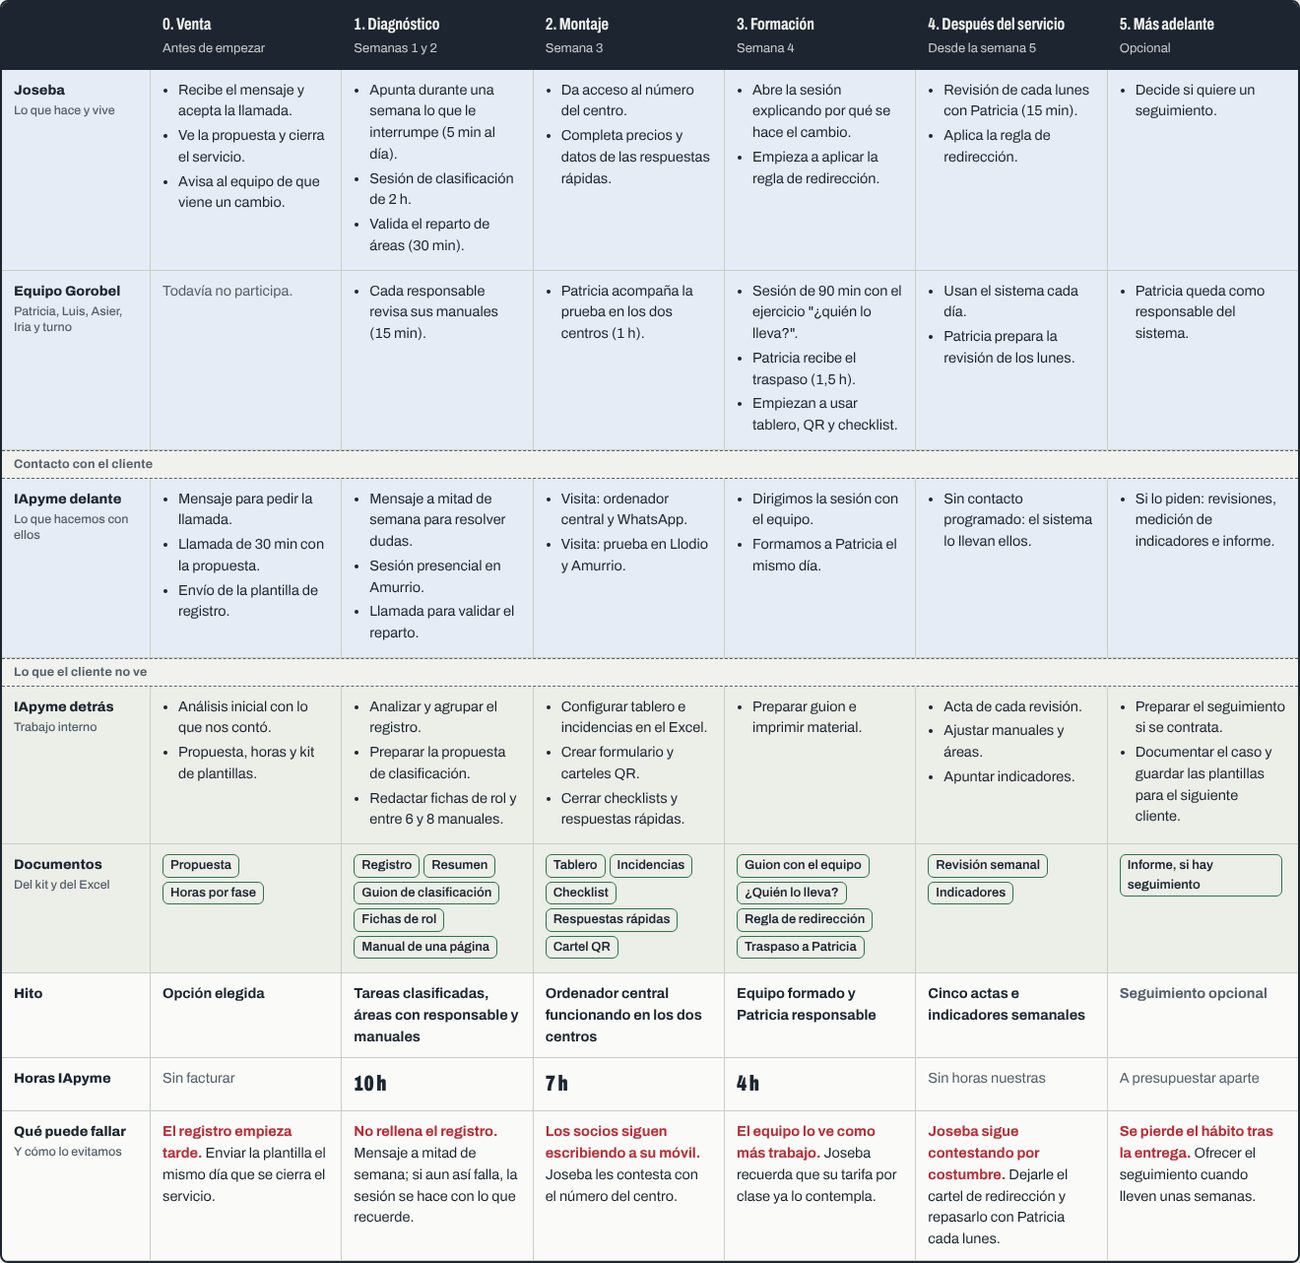 0. Venta
Antes de empezar
1. Diagnóstico
Semanas 1 y 2
2. Montaje
Semana 3
3. Formación
Semana 4
4. Después del servicio
Desde la semana 5
5. Más adelante
Opcional
Joseba
Lo que hace y vive
• Recibe el mensaje y
acepta la llamada.
• Ve la propuesta y cierra
el servicio.
• Avisa al equipo de que
viene un cambio.
• Apunta durante una
semana lo que le
interrumpe (5 min al
día).
• Sesión de clasificación
de 2 h.
• Valida el reparto de
áreas (30 min).
• Da acceso al número
del centro.
• Completa precios y
datos de las respuestas
rápidas.
• Abre la sesión
explicando por qué se
hace el cambio.
• Empieza a aplicar la
regla de redirección.
• Revisión de cada lunes
con Patricia (15 min).
• Aplica la regla de
redirección.
• Decide si quiere un
seguimiento.
Equipo Gorobel
Patricia, Luis, Asier,
Iria y turno
Todavía no participa.
• Cada responsable
revisa sus manuales
(15 min).
• Patricia acompaña la
prueba en los dos
centros (1 h).
• Sesión de 90 min con el
ejercicio "¿quién lo
lleva?".
• Patricia recibe el
traspaso (1,5 h).
• Empiezan a usar
tablero, QR y checklist.
• Usan el sistema cada
día.
• Patricia prepara la
revisión de los lunes.
• Patricia queda como
responsable del
sistema.
Contacto con el cliente
IApyme delante
Lo que hacemos con
ellos
• Mensaje para pedir la
llamada.
• Llamada de 30 min con
la propuesta.
• Envío de la plantilla de
registro.
• Mensaje a mitad de
semana para resolver
dudas.
• Sesión presencial en
Amurrio.
• Llamada para validar el
reparto.
• Visita: ordenador
central y WhatsApp.
• Visita: prueba en Llodio
y Amurrio.
• Dirigimos la sesión con
el equipo.
• Formamos a Patricia el
mismo día.
• Sin contacto
programado: el sistema
lo llevan ellos.
• Si lo piden: revisiones,
medición de
indicadores e informe.
Lo que el cliente no ve
IApyme detrás
Trabajo interno
• Análisis inicial con lo
que nos contó.
• Propuesta, horas y kit
de plantillas.
• Analizar y agrupar el
registro.
• Preparar la propuesta
de clasificación.
• Redactar fichas de rol y
entre 6 y 8 manuales.
• Configurar tablero e
incidencias en el Excel.
• Crear formulario y
carteles QR.
• Cerrar checklists y
respuestas rápidas.
• Preparar guion e
imprimir material.
• Acta de cada revisión.
• Ajustar manuales y
áreas.
• Apuntar indicadores.
• Preparar el seguimiento
si se contrata.
• Documentar el caso y
guardar las plantillas
para el siguiente
cliente.
Documentos
Del kit y del Excel
Propuesta
Horas por fase
Registro Resumen
Guion de clasificación
Fichas de rol
Manual de una página
Tablero Incidencias
Checklist
Respuestas rápidas
Cartel QR
Guion con el equipo
¿Quién lo lleva?
Regla de redirección
Traspaso a Patricia
Revisión semanal
Indicadores
Informe, si hay
seguimiento
Hito
Opción elegida
Tareas clasificadas,
áreas con responsable y
manuales
Ordenador central
funcionando en los dos
centros
Equipo formado y
Patricia responsable
Cinco actas e
indicadores semanales
Seguimiento opcional
Horas IApyme
Sin facturar
10 h
7 h
4 h
Sin horas nuestras
A presupuestar aparte
Qué puede fallar
Y cómo lo evitamos
El registro empieza
tarde. Enviar la plantilla el
mismo día que se cierra el
servicio.
No rellena el registro.
Mensaje a mitad de
semana; si aun así falla, la
sesión se hace con lo que
recuerde.
Los socios siguen
escribiendo a su móvil.
Joseba les contesta con
el número del centro.
El equipo lo ve como
más trabajo. Joseba
recuerda que su tarifa por
clase ya lo contempla.
Joseba sigue
contestando por
costumbre. Dejarle el
cartel de redirección y
repasarlo con Patricia
cada lunes.
Se pierde el hábito tras
la entrega. Ofrecer el
seguimiento cuando
lleven unas semanas.